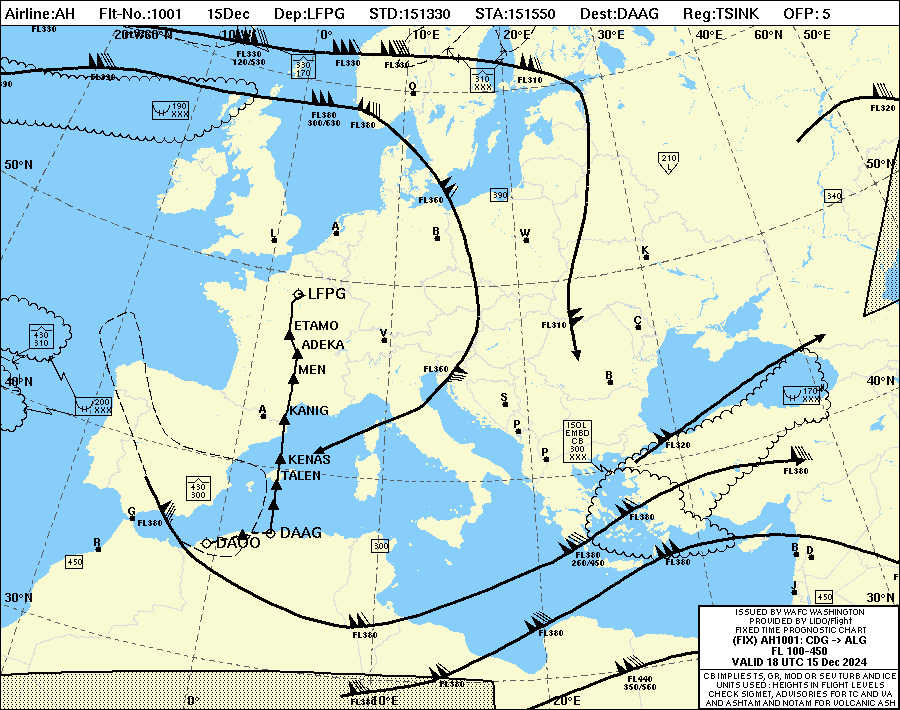 Airline:AH Flt-No.:1001 15Dec Dep:LFPG STD:151330 STA:151550 Dest:DAAG Reg:TSINK OFP: 5
FL330
10°E
20°E
30°E
40°E
60°N
50°E
0°
FL330
120/530
FL330
FL330
FL310
FL320
330
170
310
XXX
190
XXX
FL380
300/630
FL380
O
50°N
50°N
210
L
390
340
FL360
L
A
B
W
K
LFPG
ETAMO
ADEKA
MEN
KANIG
KENAS
TALEN
DAAG
DAOO
V
C
FL310
430
310
40°N
40°N
200
XXX
FL360
B
S
P
P
A
170
XXX
ISOL
EMBD
CB
300
XXX
FL320
FL380
430
300
G
FL380
FL380
R
450
300
FL380
260/450
FL380
B
D
J
450
30°N
30°N
FL380
FL380
FL380
FL440
350/560
0°
10°E
20°E
ISSUED BY WAFC WASHINGTON
PROVIDED BY LIDO/Flight
FIXED TIME PROGNOSTIC CHART
(FIX) AH1001: CDG -> ALG
FL 100-450
VALID 18 UTC 15 Dec 2024
CB IMPLIES TS, GR, MOD OR SEV TURB AND ICE
UNITS USED: HEIGHTS IN FLIGHT LEVELS
CHECK SIGMET, ADVISORIES FOR TC AND VA
AND ASHTAM AND NOTAM FOR VOLCANIC ASH